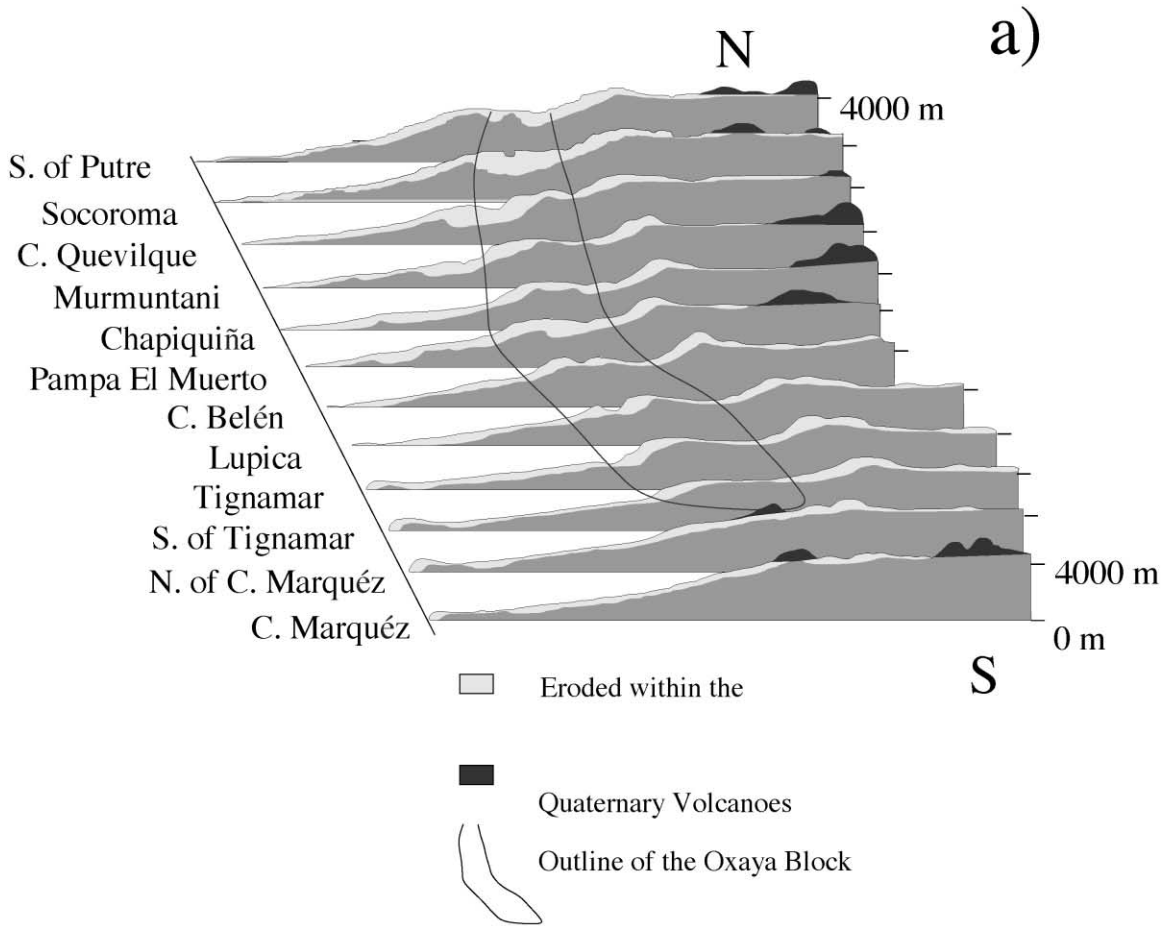 a)
N
4000 m
S. of Putre
Socoroma
C. Quevilque
Murmuntani
Chapiquiña
Pampa El Muerto
C. Belén
Lupica
Tignamar
S. of Tignamar
N. of C. Marquéz
C. Marquéz
4000 m
0 m
S
Eroded within the
Quaternary Volcanoes
Outline of the Oxaya Block